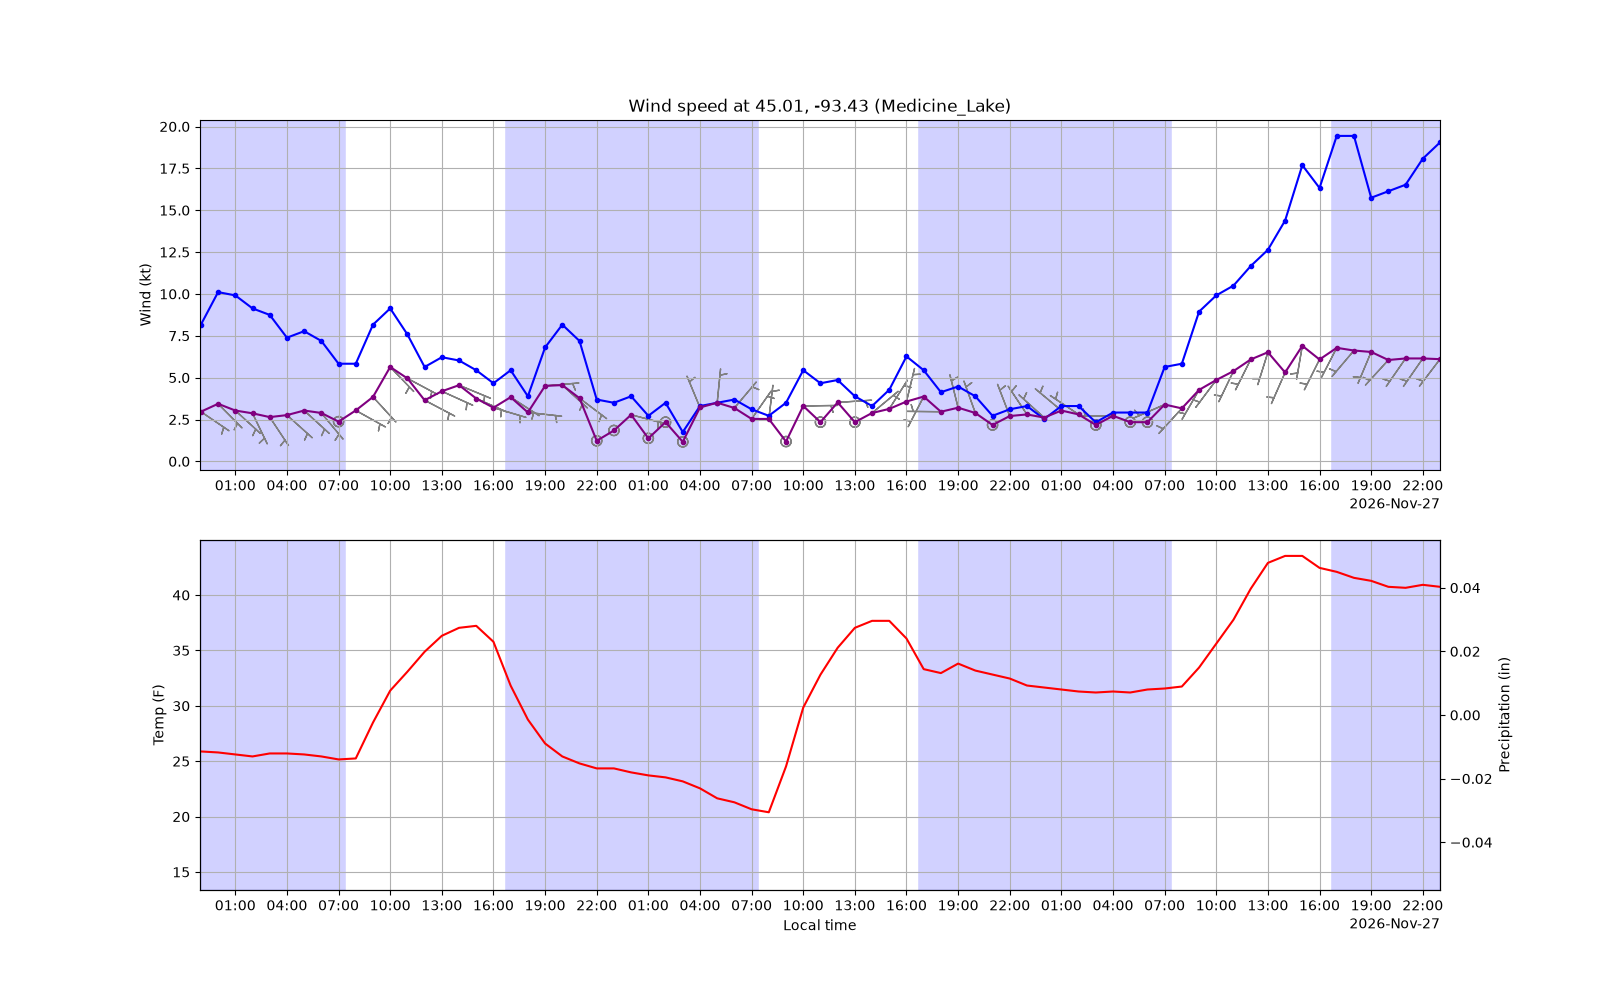 Wind speed at 45.01, -93.43 (Medicine_Lake)
Wind (kt)
20.0
17.5
15.0
12.5
10.0
7.5
5.0
2.5
0.0
01:00 04:00 07:00 10:00 13:00 16:00 19:00 22:00 01:00 04:00 07:00 10:00 13:00 16:00 19:00 22:00 01:00 04:00 07:00 10:00 13:00 16:00 19:00 22:00
2026-Nov-27
Temp (F)
40
35
30
25
20
15
0.04
0.02
0.00
−0.02
−0.04
Precipitation (in)
01:00 04:00 07:00 10:00 13:00 16:00 19:00 22:00 01:00 04:00 07:00 10:00 13:00 16:00 19:00 22:00 01:00 04:00 07:00 10:00 13:00 16:00 19:00 22:00
Local time
2026-Nov-27